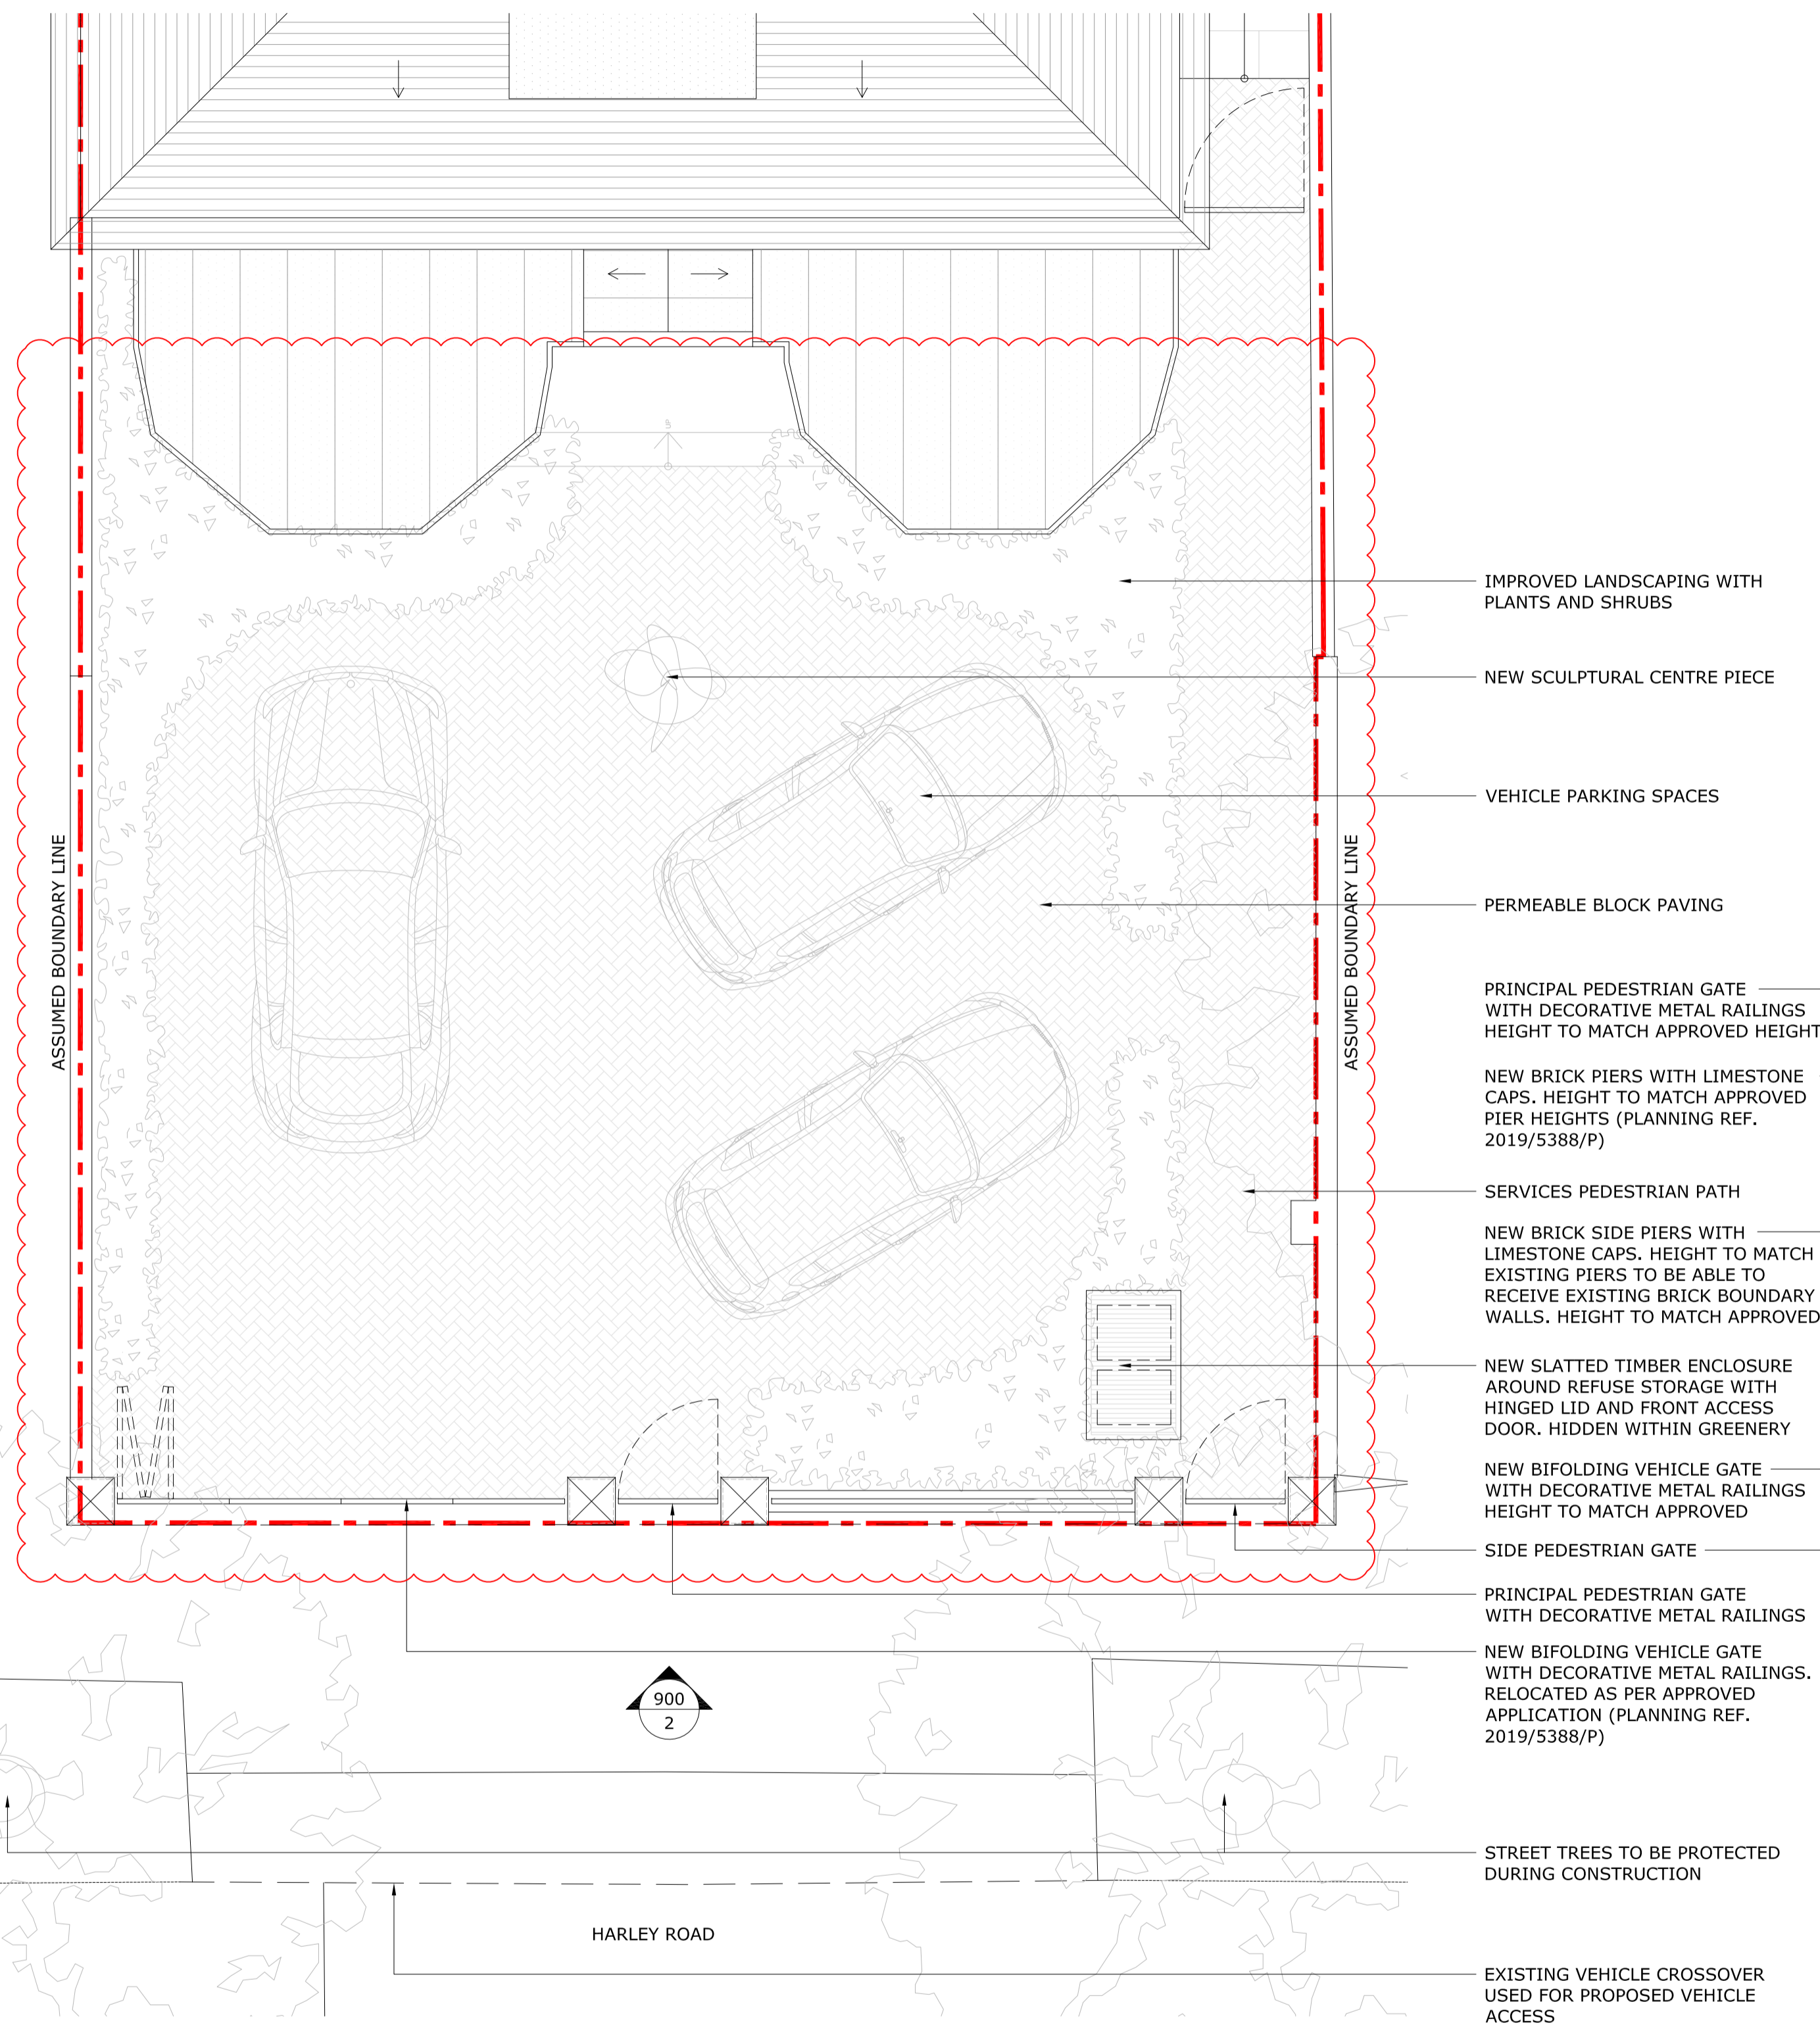 UP
IMPROVED LANDSCAPING WITH
PLANTS AND SHRUBS
NEW SCULPTURAL CENTRE PIECE
VEHICLE PARKING SPACES
ASSUMED BOUNDARY LINE
ASSUMED BOUNDARY LINE
PERMEABLE BLOCK PAVING
PRINCIPAL PEDESTRIAN GATE
WITH DECORATIVE METAL RAILINGS
HEIGHT TO MATCH APPROVED HEIGHT
NEW BRICK PIERS WITH LIMESTONE
CAPS. HEIGHT TO MATCH APPROVED
PIER HEIGHTS (PLANNING REF.
2019/5388/P)
SERVICES PEDESTRIAN PATH
NEW BRICK SIDE PIERS WITH
LIMESTONE CAPS. HEIGHT TO MATCH
EXISTING PIERS TO BE ABLE TO
RECEIVE EXISTING BRICK BOUNDARY
WALLS. HEIGHT TO MATCH APPROVED
NEW SLATTED TIMBER ENCLOSURE
AROUND REFUSE STORAGE WITH
HINGED LID AND FRONT ACCESS
DOOR. HIDDEN WITHIN GREENERY
NEW BIFOLDING VEHICLE GATE
WITH DECORATIVE METAL RAILINGS
HEIGHT TO MATCH APPROVED
SIDE PEDESTRIAN GATE
PRINCIPAL PEDESTRIAN GATE
WITH DECORATIVE METAL RAILINGS
NEW BIFOLDING VEHICLE GATE
WITH DECORATIVE METAL RAILINGS.
RELOCATED AS PER APPROVED
APPLICATION (PLANNING REF.
2019/5388/P)
900
2
STREET TREES TO BE PROTECTED
DURING CONSTRUCTION
HARLEY ROAD
EXISTING VEHICLE CROSSOVER
USED FOR PROPOSED VEHICLE
ACCESS